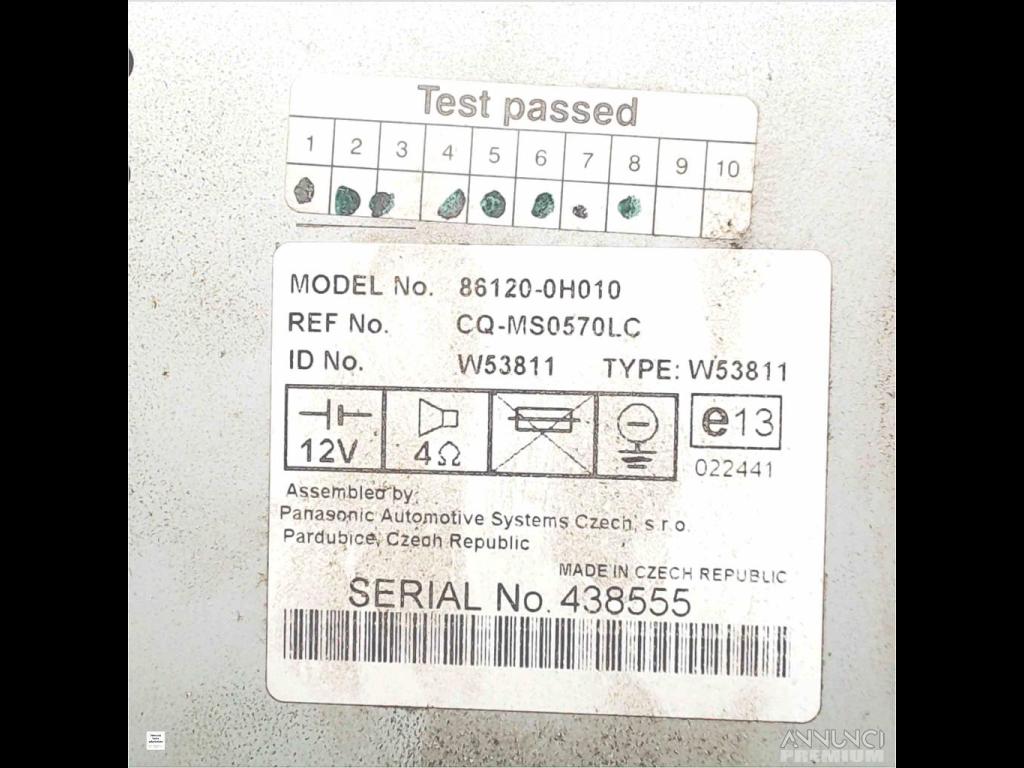 Test passed
1 2 3 4 5 6 7 8 9 10
MODEL No. 86120-0H010
REF No. CQ-MS0570LC
ID No. W53811 TYPE: W53811
12V 4Ω e13
022441
Assembled by:
Panasonic Automotive Systems Czech, s.r.o.
Pardubice, Czech Republic
MADE IN CZECH REPUBLIC
SERIAL No. 438555
ANNUNCI
PREMIUM